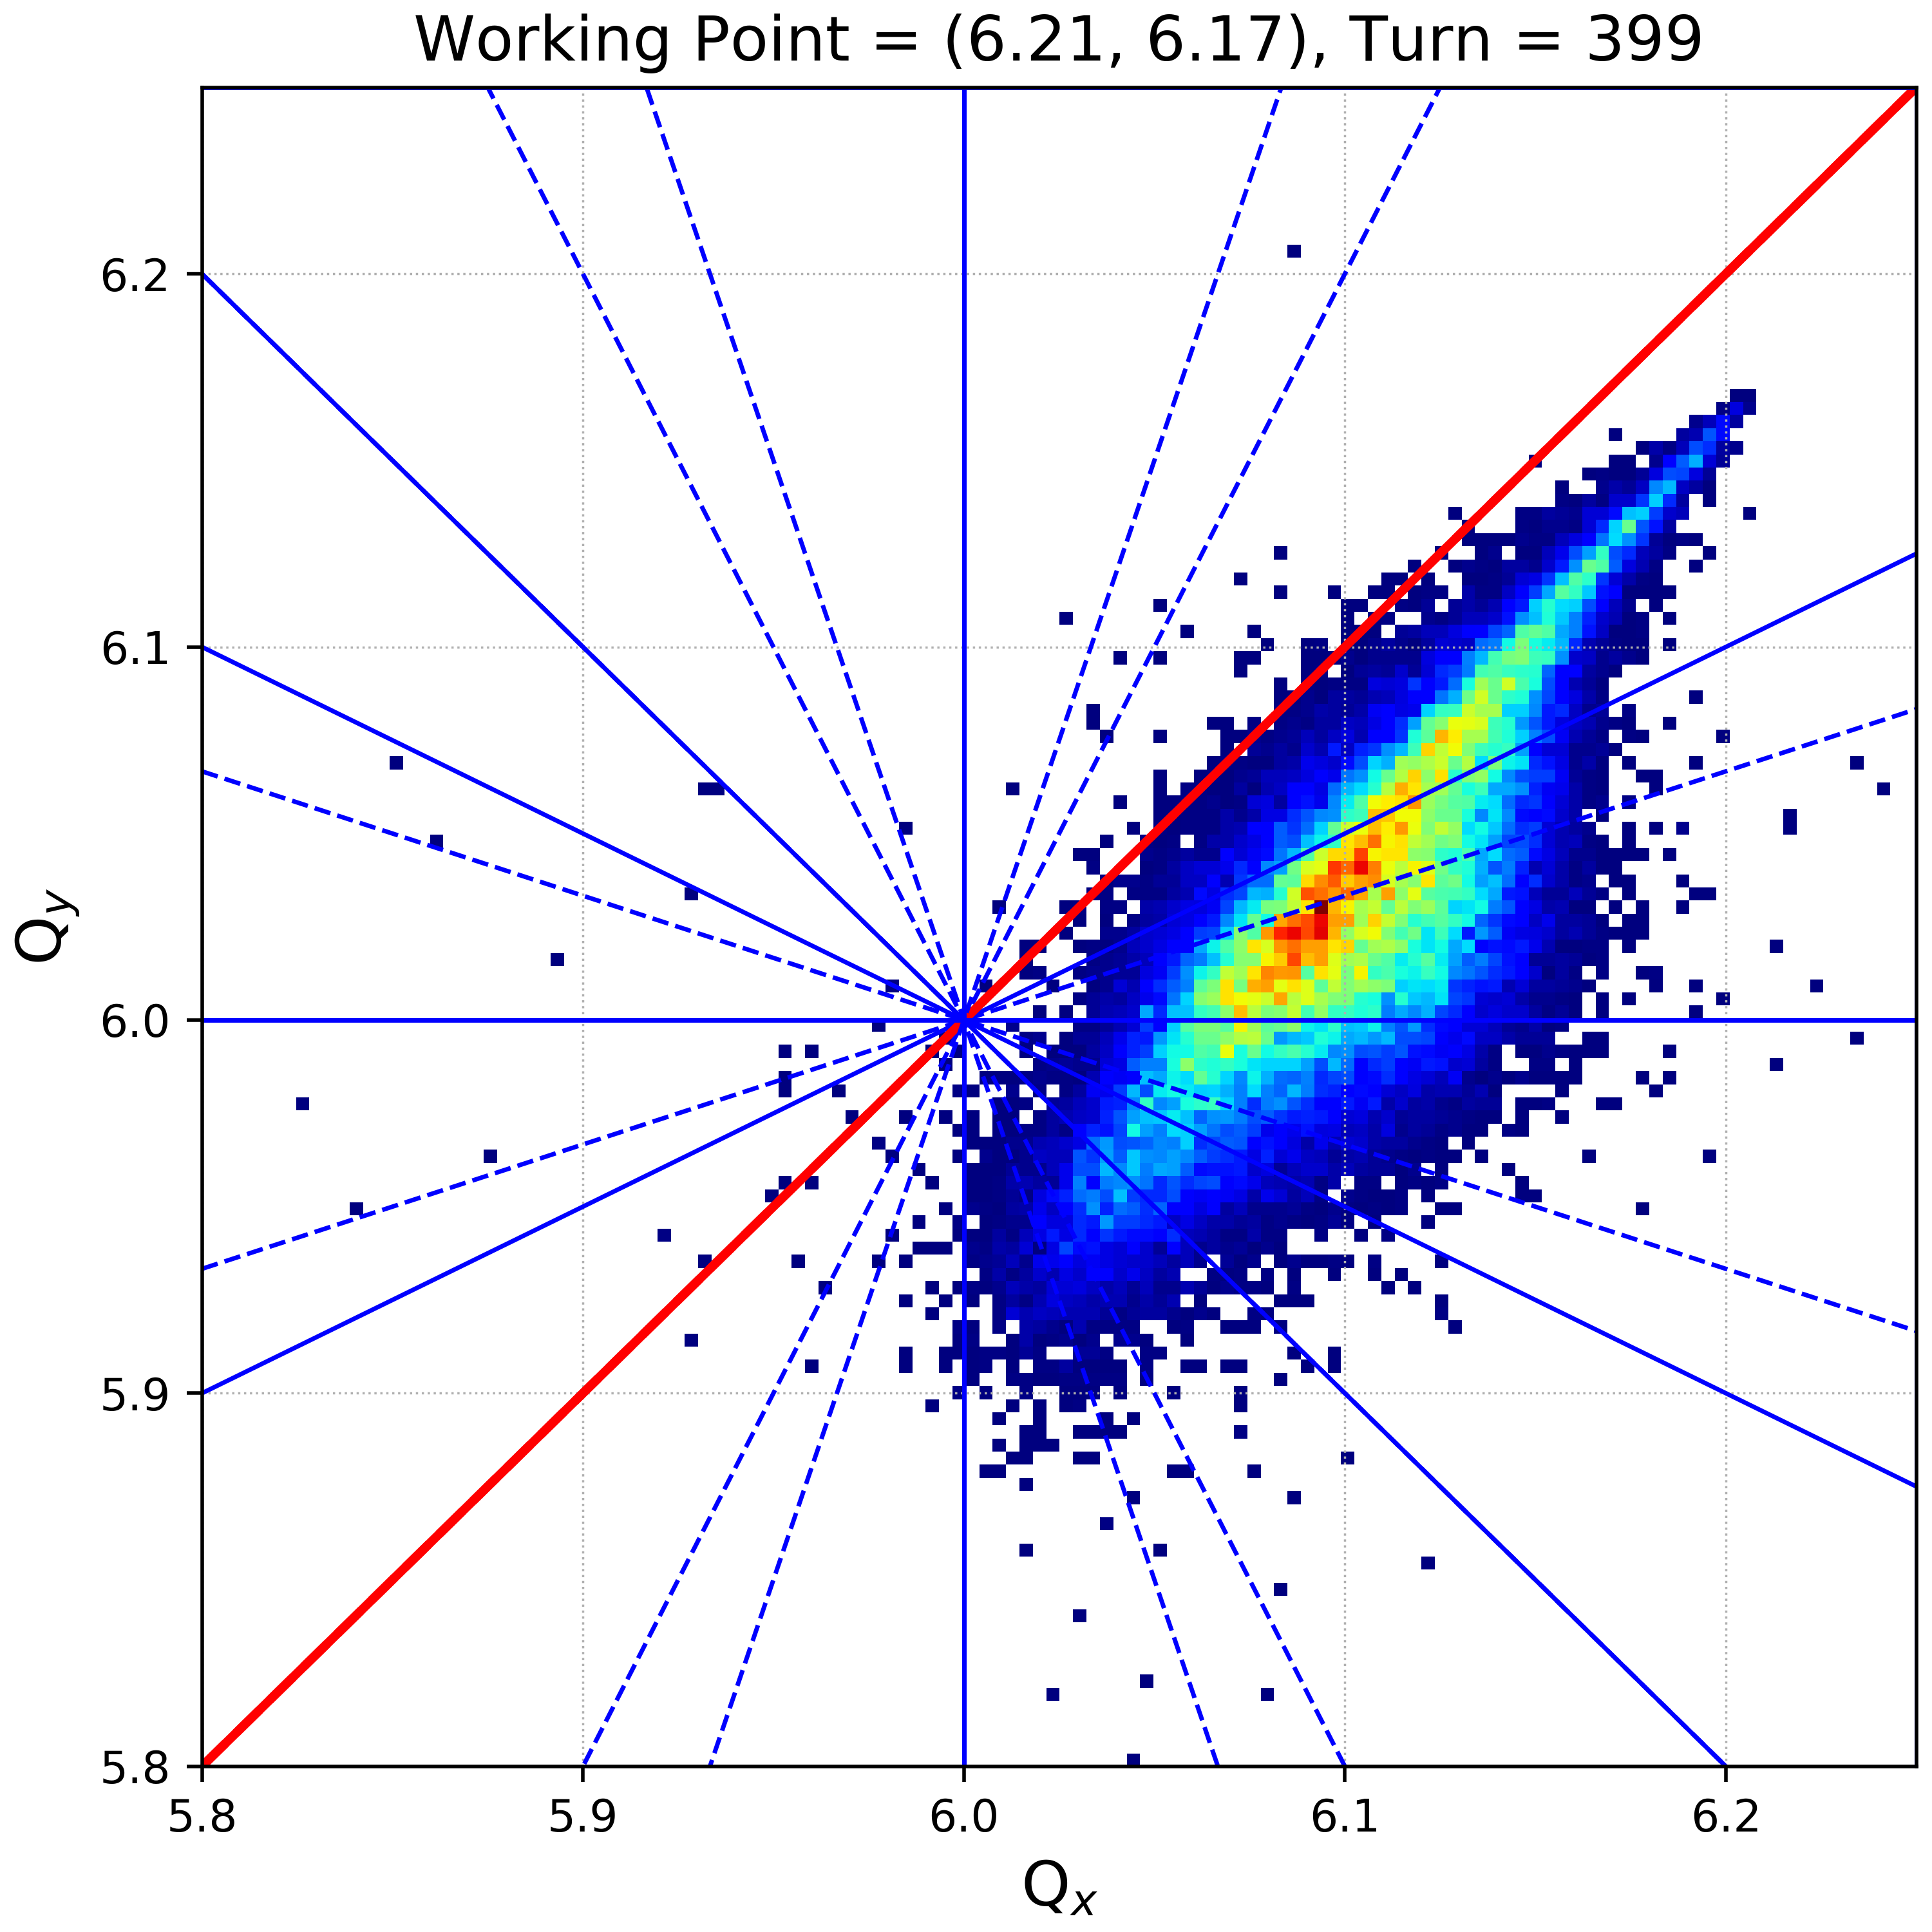 Working Point = (6.21, 6.17), Turn = 399
6.2
6.1
6.0
5.9
5.8
Qy
5.8 5.9 6.0 6.1 6.2
Qx